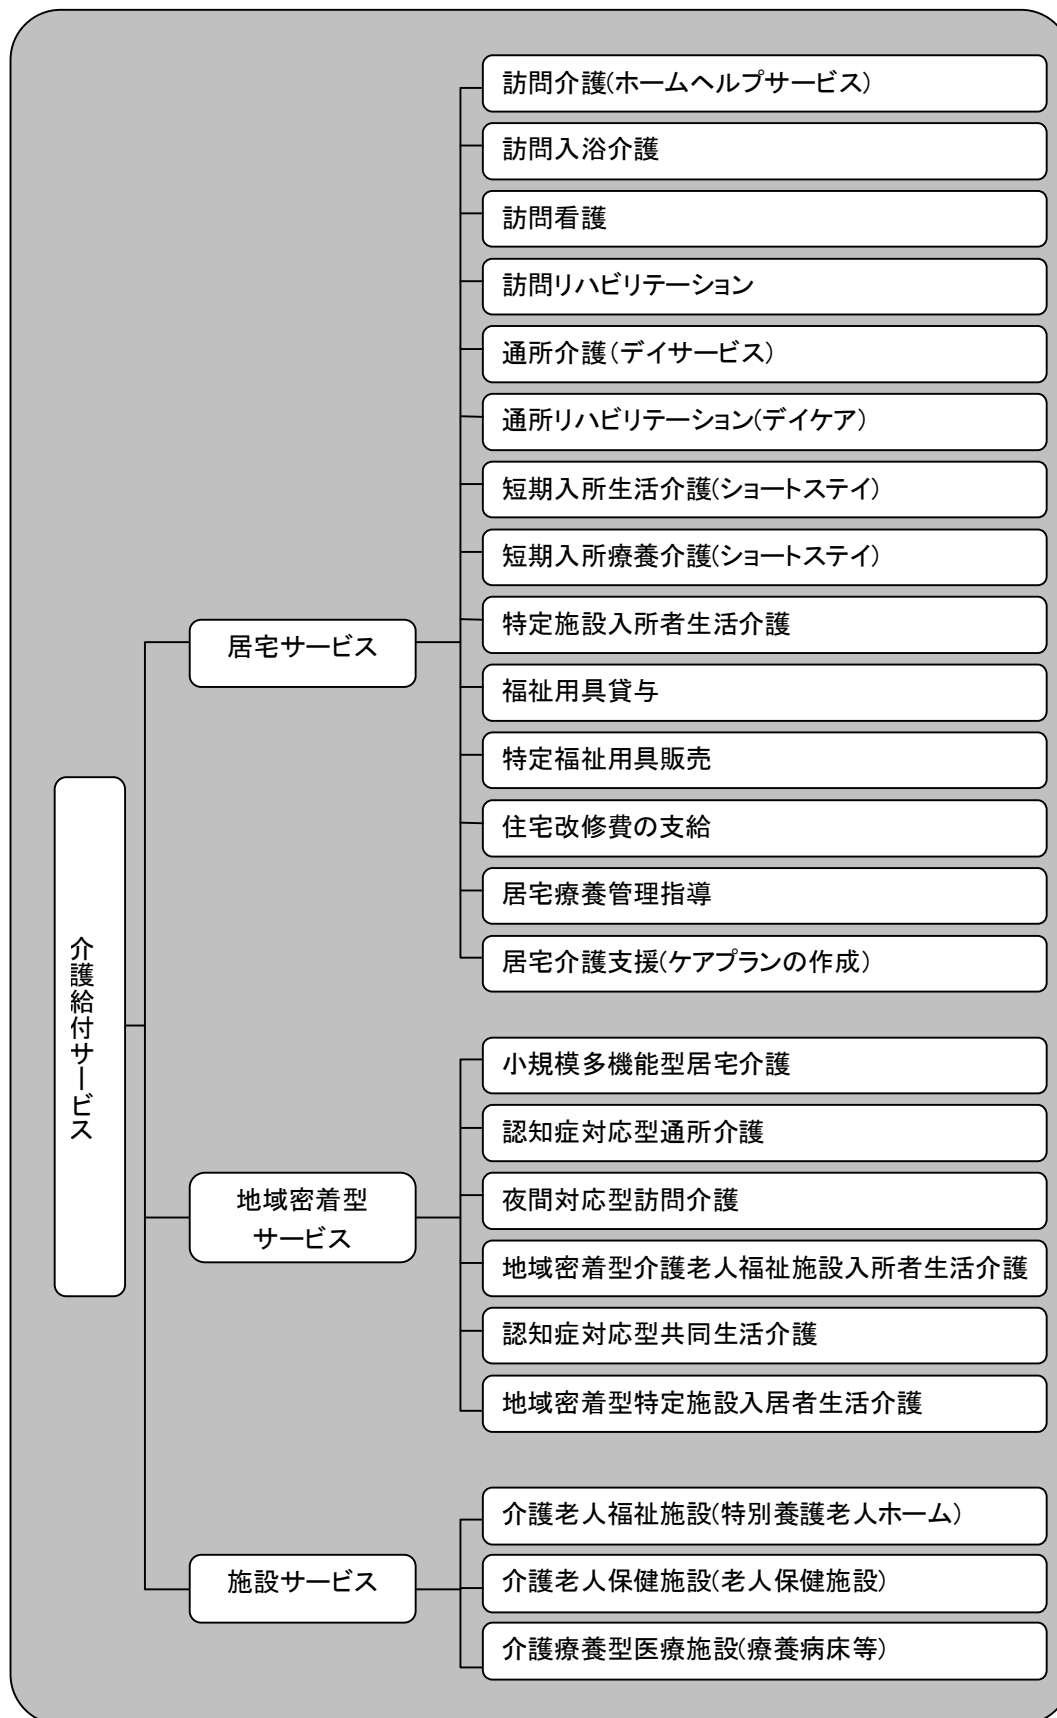 介護給付サービス
居宅サービス
訪問介護(ホームヘルプサービス)
訪問入浴介護
訪問看護
訪問リハビリテーション
通所介護(デイサービス)
通所リハビリテーション(デイケア)
短期入所生活介護(ショートステイ)
短期入所療養介護(ショートステイ)
特定施設入所者生活介護
福祉用具貸与
特定福祉用具販売
住宅改修費の支給
居宅療養管理指導
居宅介護支援(ケアプランの作成)
地域密着型
サービス
小規模多機能型居宅介護
認知症対応型通所介護
夜間対応型訪問介護
地域密着型介護老人福祉施設入所者生活介護
認知症対応型共同生活介護
地域密着型特定施設入居者生活介護
施設サービス
介護老人福祉施設(特別養護老人ホーム)
介護老人保健施設(老人保健施設)
介護療養型医療施設(療養病床等)